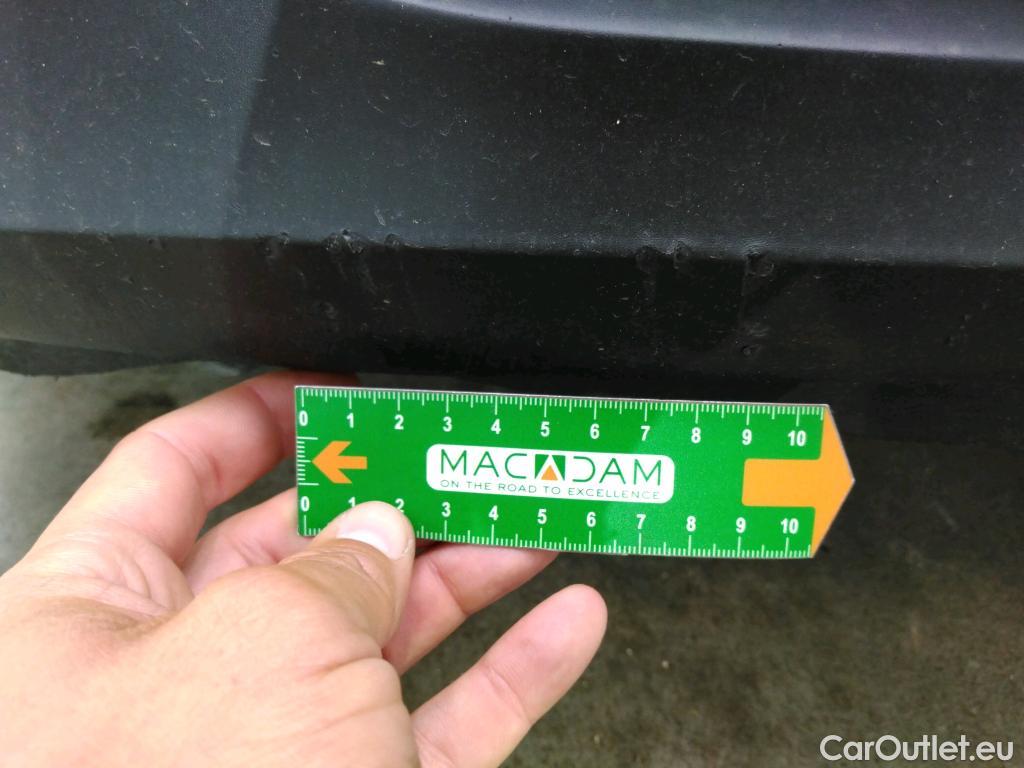 0 1 2 3 4 5 6 7 8 9 10
MACADAM
ON THE ROAD TO EXCELLENCE
0 1 2 3 4 5 6 7 8 9 10
CarOutlet.eu